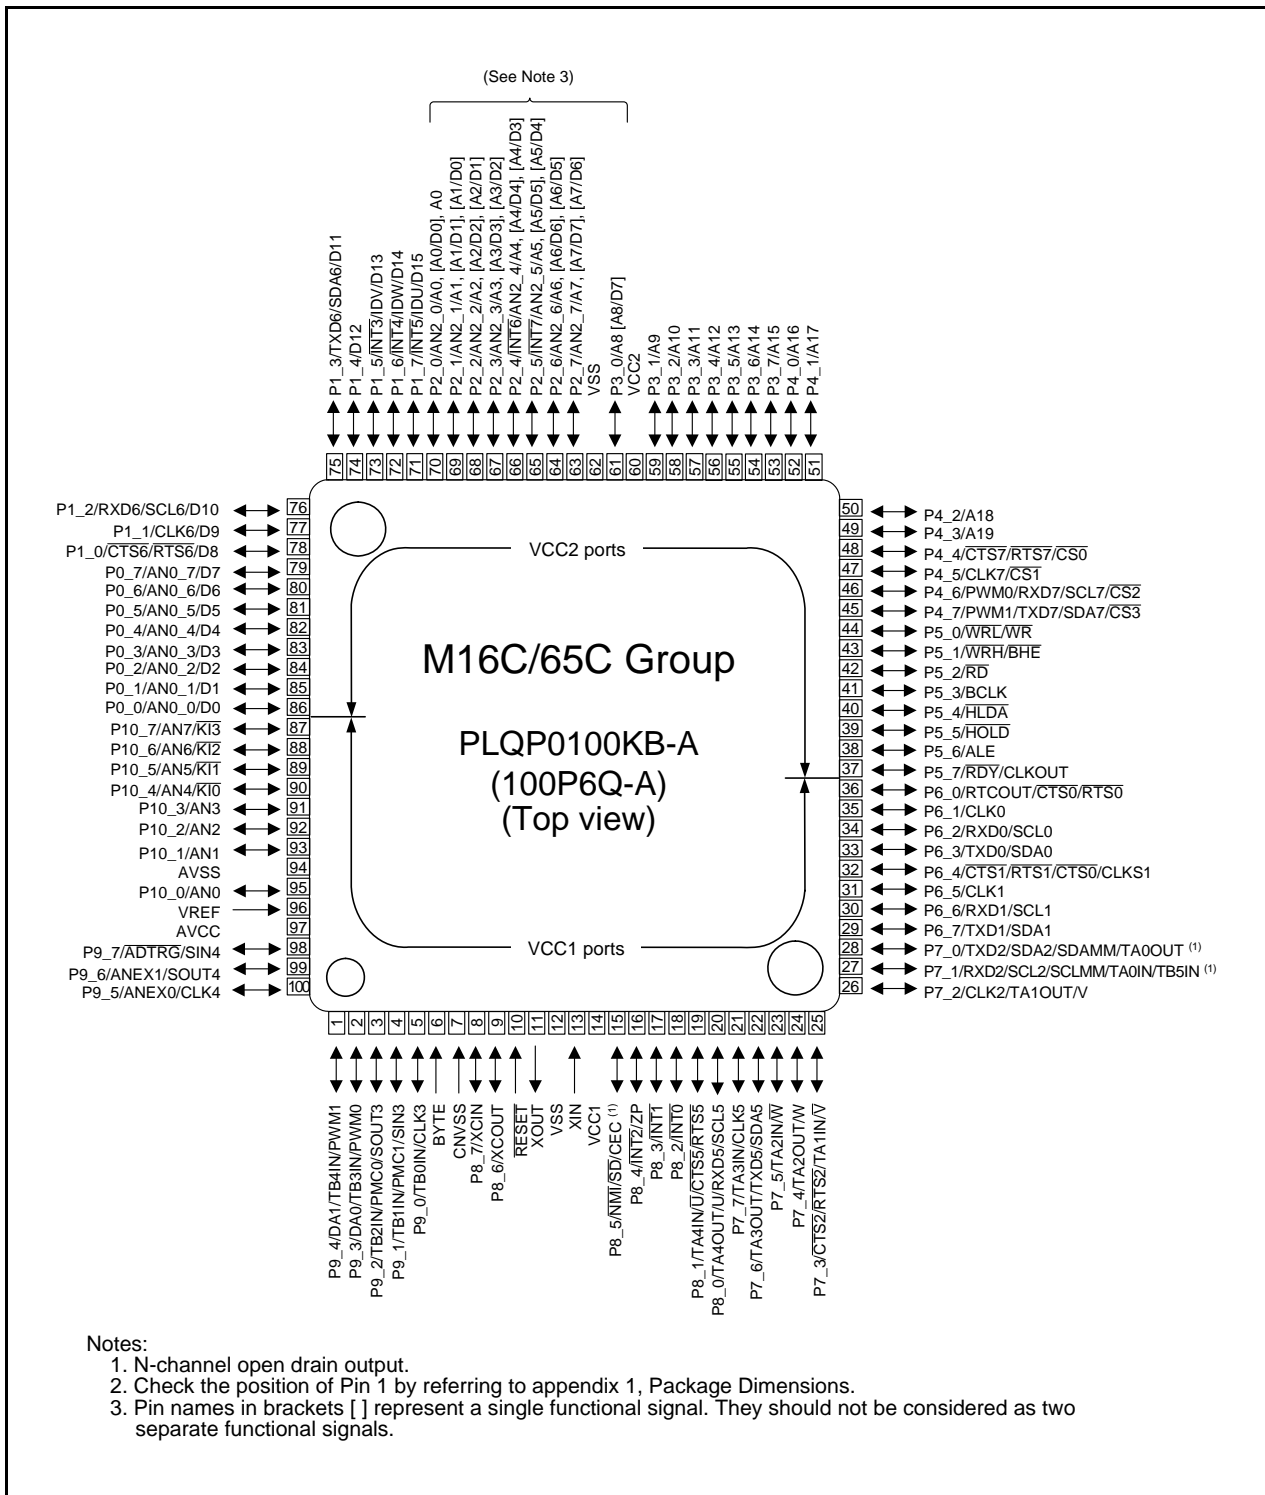 (See Note 3)
P1_3/TXD6/SDA6/D11
P1_4/D12
P1_5/INT3/IDV/D13
P1_6/INT4/IDW/D14
P1_7/INT5/IDU/D15
P2_0/AN2_0/A0, [A0/D0], A0
P2_1/AN2_1/A1, [A1/D1], [A1/D0]
P2_2/AN2_2/A2, [A2/D2], [A2/D1]
P2_3/AN2_3/A3, [A3/D3], [A3/D2]
P2_4/INT6/AN2_4/A4, [A4/D4], [A4/D3]
P2_5/INT7/AN2_5/A5, [A5/D5], [A5/D4]
P2_6/AN2_6/A6, [A6/D6], [A6/D5]
P2_7/AN2_7/A7, [A7/D7], [A7/D6]
VSS
P3_0/A8 [A8/D7]
VCC2
P3_1/A9
P3_2/A10
P3_3/A11
P3_4/A12
P3_5/A13
P3_6/A14
P3_7/A15
P4_0/A16
P4_1/A17
75 74 73 72 71 70 69 68 67 66 65 64 63 62 61 60 59 58 57 56 55 54 53 52 51
P1_2/RXD6/SCL6/D10 76
P1_1/CLK6/D9 77
P1_0/CTS6/RTS6/D8 78
P0_7/AN0_7/D7 79
P0_6/AN0_6/D6 80
P0_5/AN0_5/D5 81
P0_4/AN0_4/D4 82
P0_3/AN0_3/D3 83
P0_2/AN0_2/D2 84
P0_1/AN0_1/D1 85
P0_0/AN0_0/D0 86
P10_7/AN7/KI3 87
P10_6/AN6/KI2 88
P10_5/AN5/KI1 89
P10_4/AN4/KI0 90
P10_3/AN3 91
P10_2/AN2 92
P10_1/AN1 93
AVSS 94
P10_0/AN0 95
VREF 96
AVCC 97
P9_7/ADTRG/SIN4 98
P9_6/ANEX1/SOUT4 99
P9_5/ANEX0/CLK4 100
VCC2 ports
M16C/65C Group
PLQP0100KB-A
(100P6Q-A)
(Top view)
VCC1 ports
50 P4_2/A18
49 P4_3/A19
48 P4_4/CTS7/RTS7/CS0
47 P4_5/CLK7/CS1
46 P4_6/PWM0/RXD7/SCL7/CS2
45 P4_7/PWM1/TXD7/SDA7/CS3
44 P5_0/WRL/WR
43 P5_1/WRH/BHE
42 P5_2/RD
41 P5_3/BCLK
40 P5_4/HLDA
39 P5_5/HOLD
38 P5_6/ALE
37 P5_7/RDY/CLKOUT
36 P6_0/RTCOUT/CTS0/RTS0
35 P6_1/CLK0
34 P6_2/RXD0/SCL0
33 P6_3/TXD0/SDA0
32 P6_4/CTS1/RTS1/CTS0/CLKS1
31 P6_5/CLK1
30 P6_6/RXD1/SCL1
29 P6_7/TXD1/SDA1
28 P7_0/TXD2/SDA2/SDAMM/TA0OUT (1)
27 P7_1/RXD2/SCL2/SCLMM/TA0IN/TB5IN (1)
26 P7_2/CLK2/TA1OUT/V
1 2 3 4 5 6 7 8 9 10 11 12 13 14 15 16 17 18 19 20 21 22 23 24 25
P9_4/DA1/TB4IN/PWM1
P9_3/DA0/TB3IN/PWM0
P9_2/TB2IN/PMC0/SOUT3
P9_1/TB1IN/PMC1/SIN3
P9_0/TB0IN/CLK3
BYTE
CNVSS
P8_7/XCIN
P8_6/XCOUT
RESET
XOUT
VSS
XIN
VCC1
P8_5/NMI/SD/CEC (1)
P8_4/INT2/ZP
P8_3/INT1
P8_2/INT0
P8_1/TA4IN/U/CTS5/RTS5
P8_0/TA4OUT/U/RXD5/SCL5
P7_7/TA3IN/CLK5
P7_6/TA3OUT/TXD5/SDA5
P7_5/TA2IN/W
P7_4/TA2OUT/W
P7_3/CTS2/RTS2/TA1IN/V
Notes:
1. N-channel open drain output.
2. Check the position of Pin 1 by referring to appendix 1, Package Dimensions.
3. Pin names in brackets [ ] represent a single functional signal. They should not be considered as two
separate functional signals.